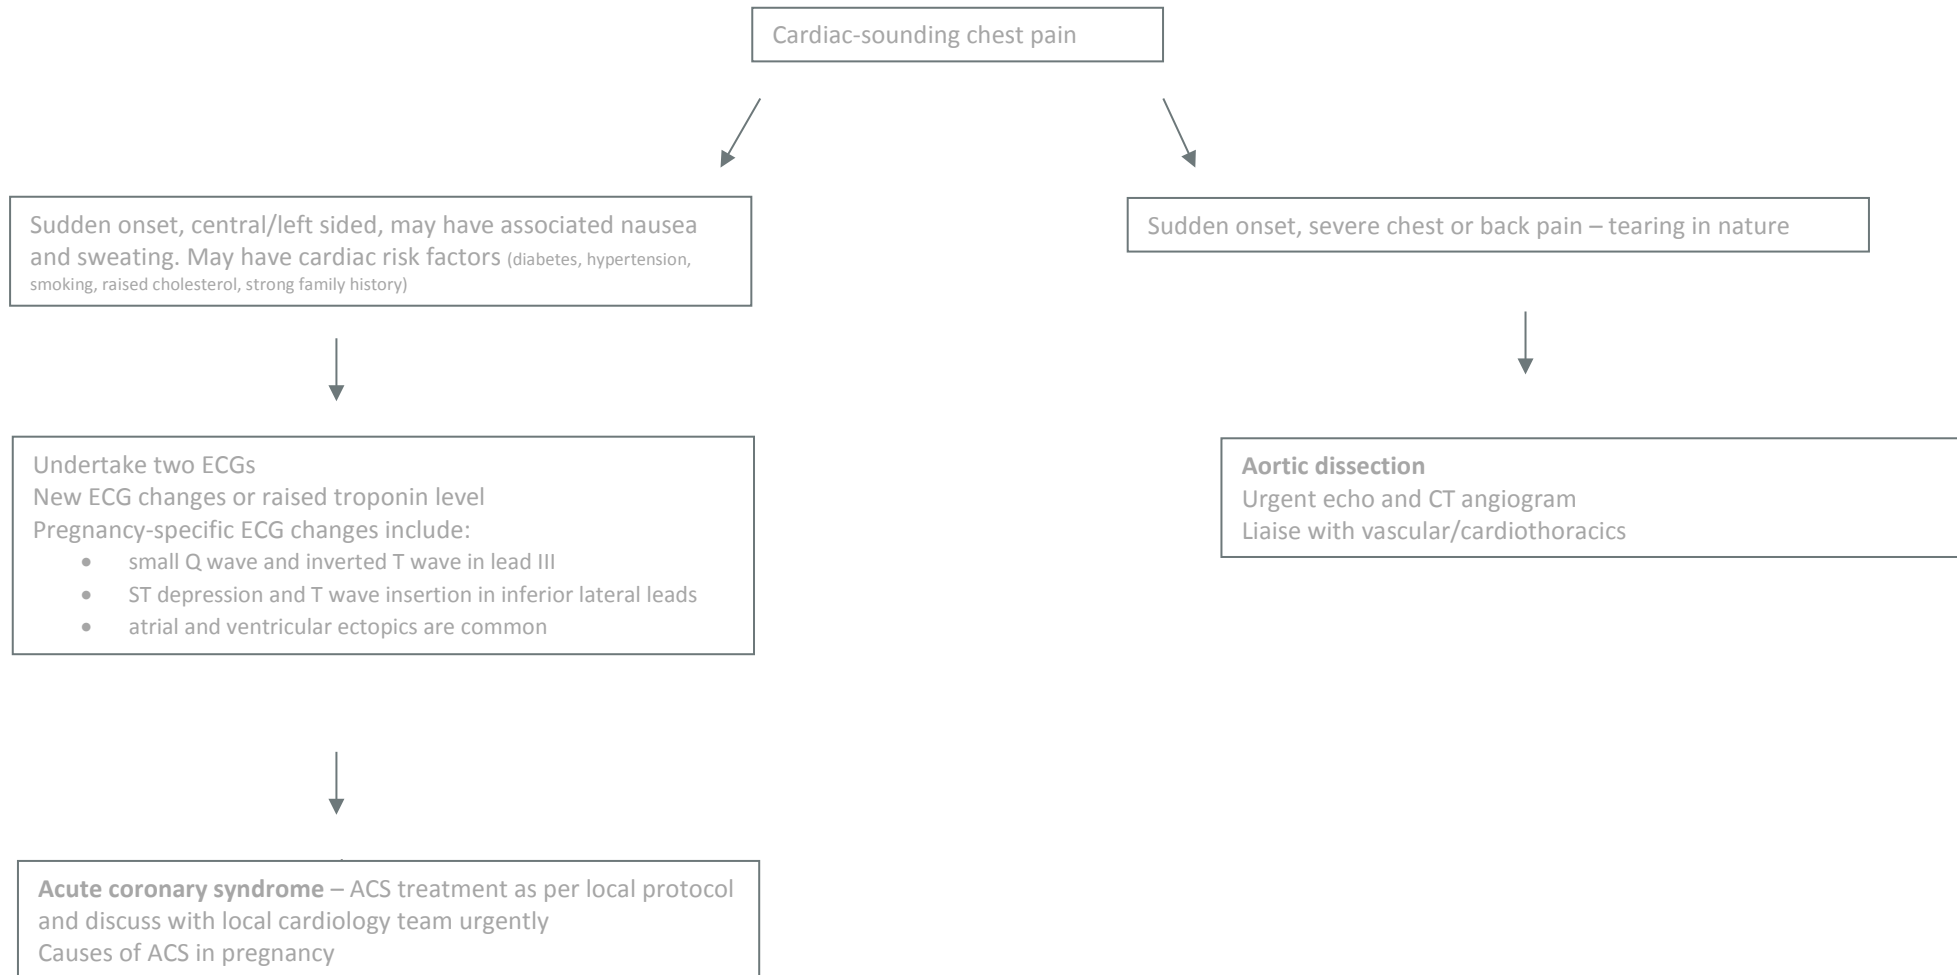 Cardiac-sounding chest pain
Sudden onset, central/left sided, may have associated nausea
and sweating. May have cardiac risk factors (diabetes, hypertension,
smoking, raised cholesterol, strong family history)
Sudden onset, severe chest or back pain – tearing in nature
Undertake two ECGs
New ECG changes or raised troponin level
Pregnancy-specific ECG changes include:
• small Q wave and inverted T wave in lead III
• ST depression and T wave insertion in inferior lateral leads
• atrial and ventricular ectopics are common
Aortic dissection
Urgent echo and CT angiogram
Liaise with vascular/cardiothoracics
Acute coronary syndrome – ACS treatment as per local protocol
and discuss with local cardiology team urgently
Causes of ACS in pregnancy